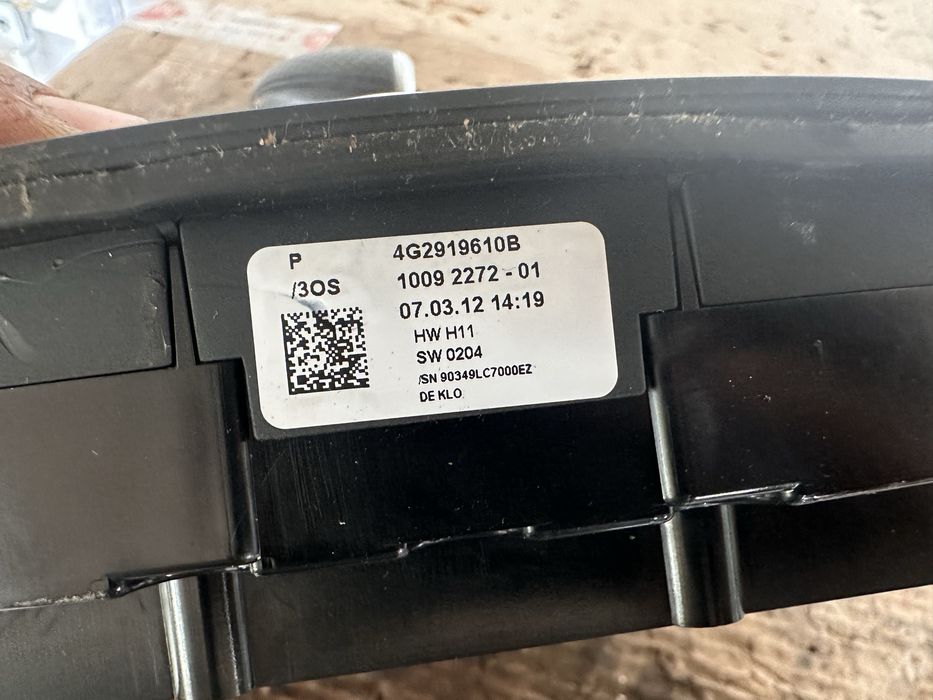 P 4G2919610B
/3OS 1009 2272 - 01
07.03.12 14:19
HW H11
SW 0204
/SN 90349LC7000EZ
DE KLO